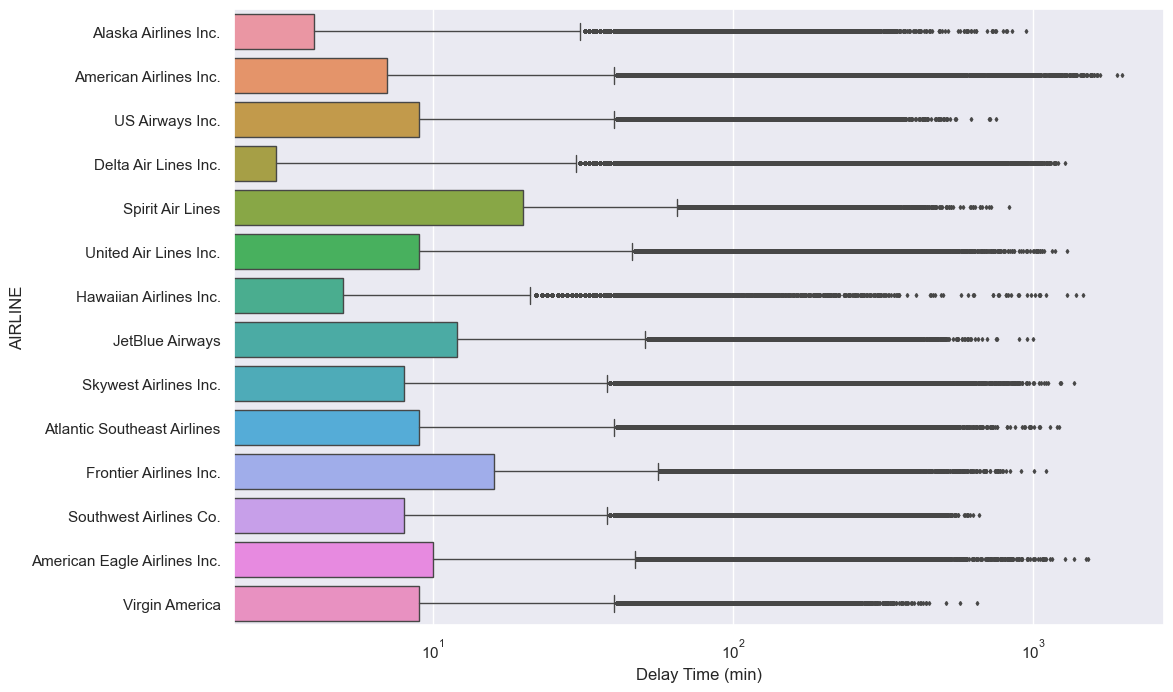 AIRLINE
Alaska Airlines Inc.
American Airlines Inc.
US Airways Inc.
Delta Air Lines Inc.
Spirit Air Lines
United Air Lines Inc.
Hawaiian Airlines Inc.
JetBlue Airways
Skywest Airlines Inc.
Atlantic Southeast Airlines
Frontier Airlines Inc.
Southwest Airlines Co.
American Eagle Airlines Inc.
Virgin America
10¹ 10² 10³
Delay Time (min)